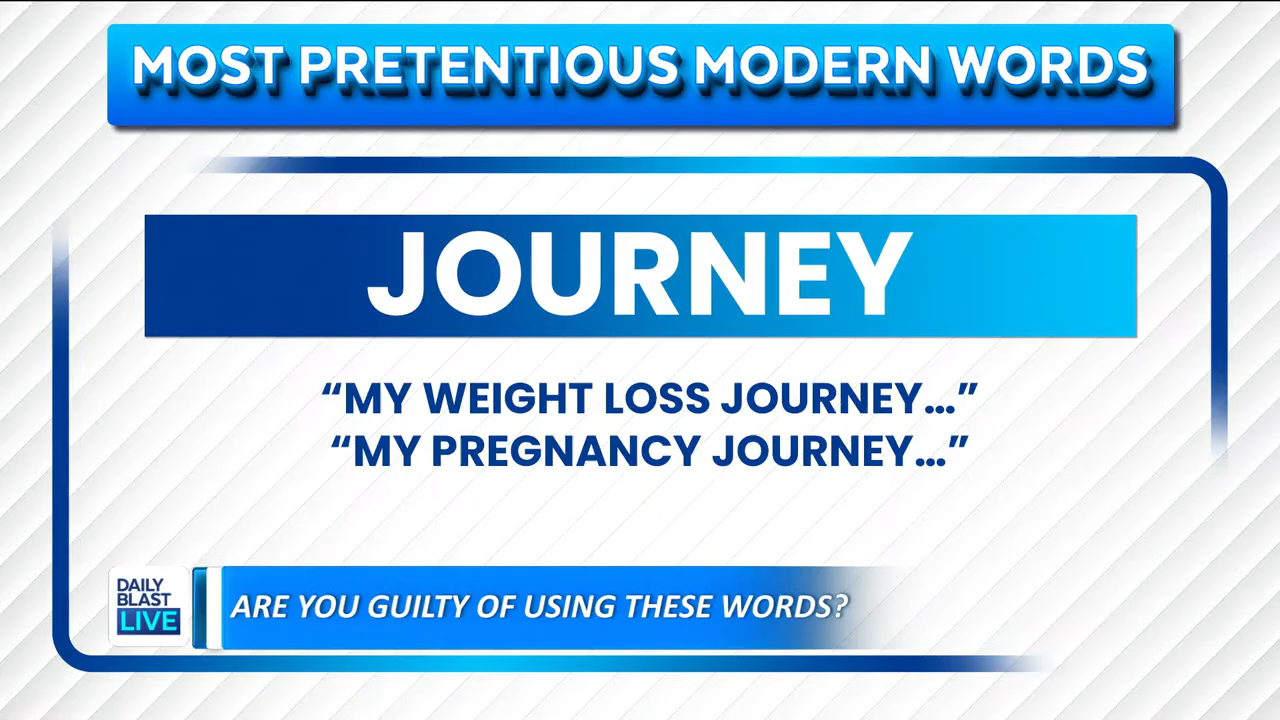 MOST PRETENTIOUS MODERN WORDS
JOURNEY
“MY WEIGHT LOSS JOURNEY...”
“MY PREGNANCY JOURNEY...”
DAILY
BLAST
LIVE
ARE YOU GUILTY OF USING THESE WORDS?